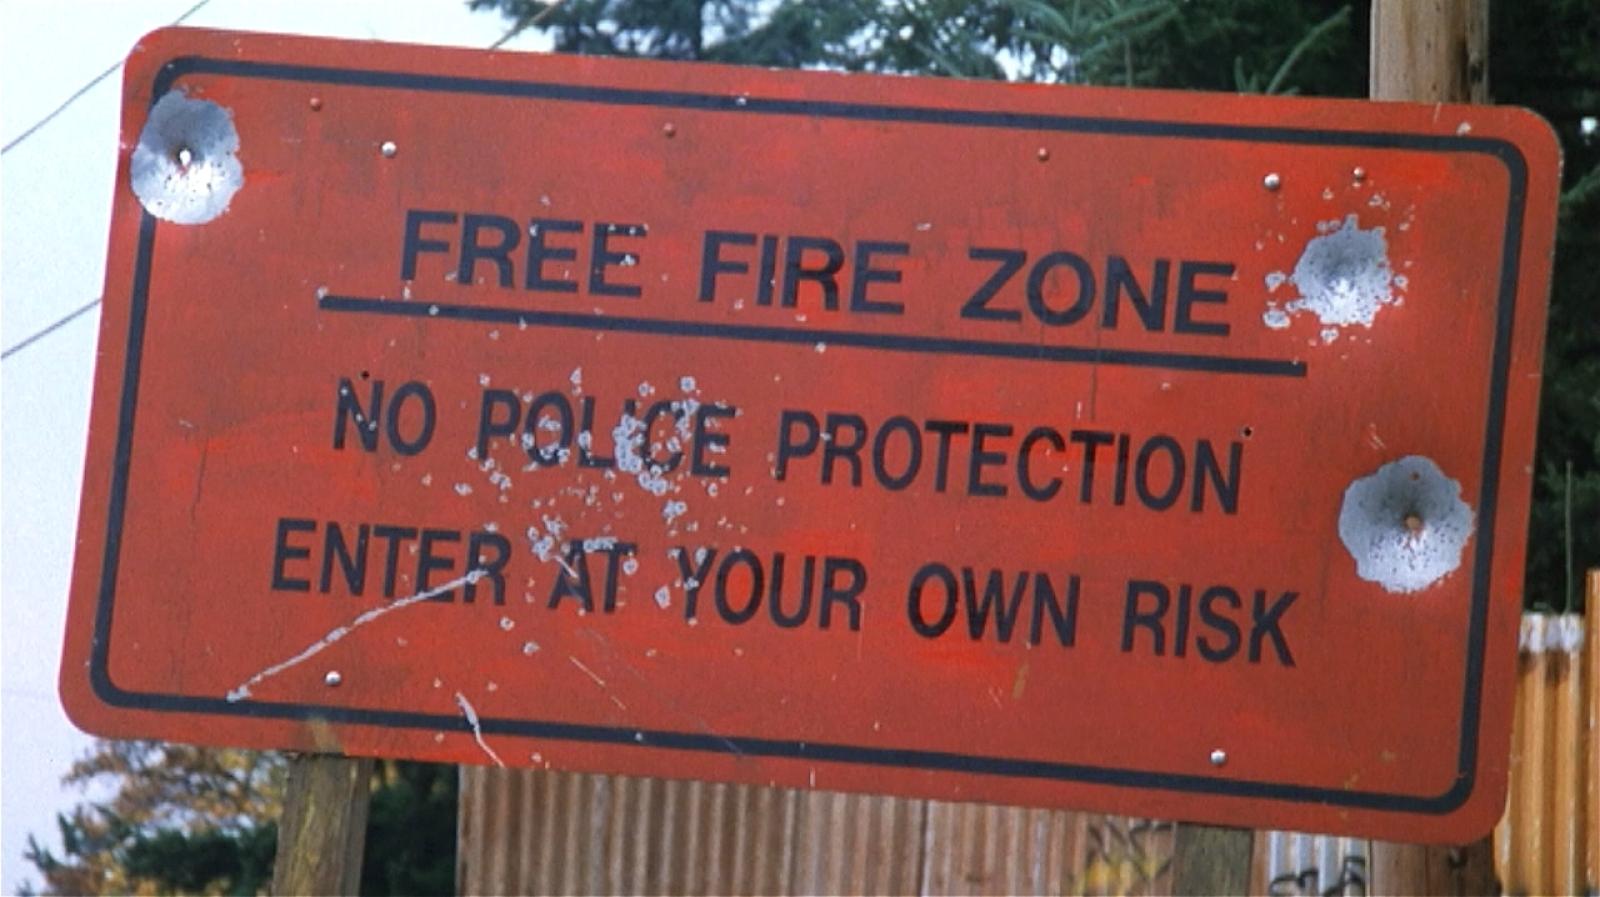 FREE FIRE ZONE
NO POLICE PROTECTION
ENTER AT YOUR OWN RISK